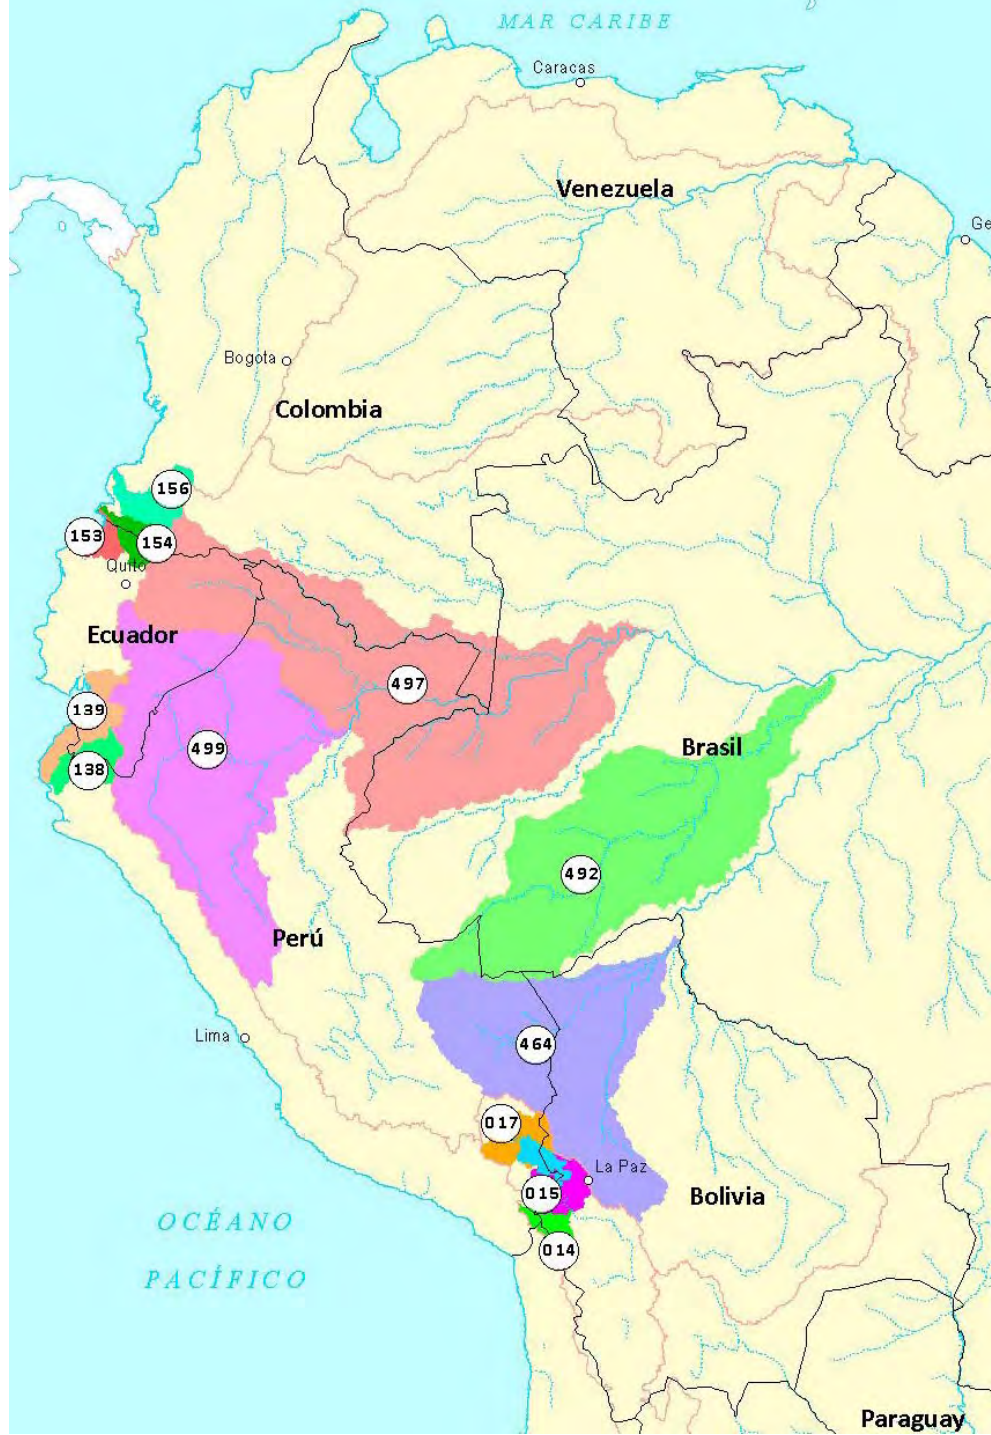 MAR CARIBE
Caracas
Venezuela
Ge
Bogota
Colombia
156
153
154
Quito
Ecuador
497
139
499
Brasil
138
492
Perú
Lima
464
017
La Paz
015
Bolivia
OCÉANO
014
PACÍFICO
Paraguay